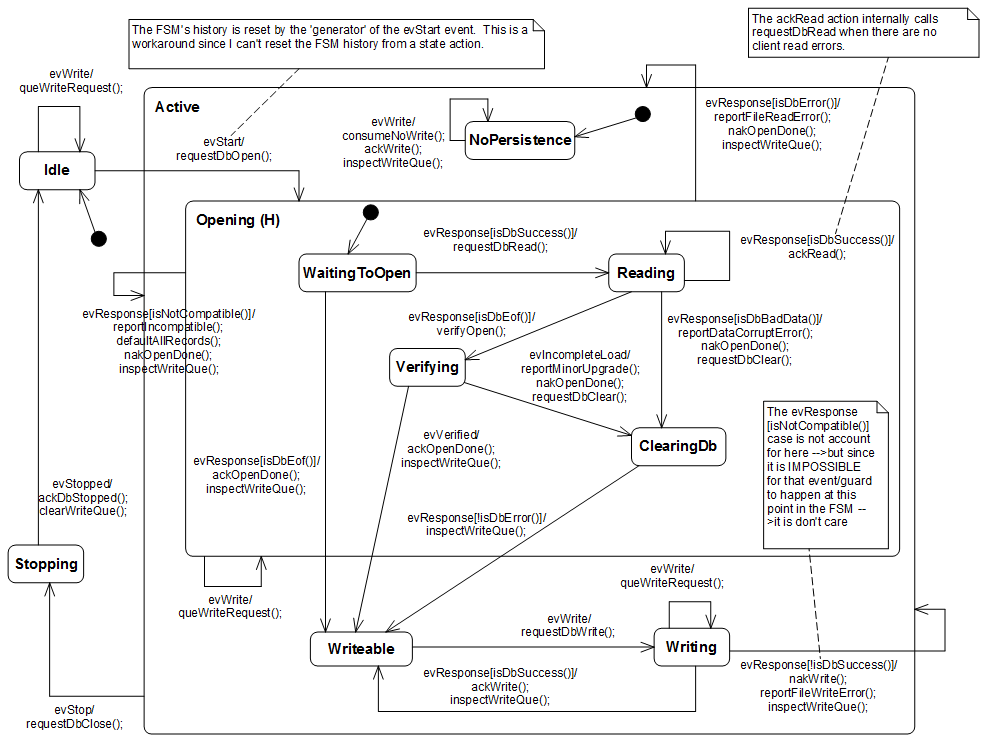 The FSM's history is reset by the 'generator' of the evStart event.  This is a
workaround since I can't reset the FSM history from a state action.
The ackRead action internally calls
requestDbRead when there are no
client read errors.
evWrite/
queWriteRequest();
Active
evWrite/
consumeNoWrite();
ackWrite();
inspectWriteQue();
NoPersistence
evResponse[isDbError()]/
reportFileReadError();
nakOpenDone();
inspectWriteQue();
evStart/
requestDbOpen();
Idle
Opening (H)
evResponse[isDbSuccess()]/
requestDbRead();
evResponse[isDbSuccess()]/
ackRead();
WaitingToOpen
Reading
evResponse[isNotCompatible()]/
reportIncompatible();
defaultAllRecords();
nakOpenDone();
inspectWriteQue();
evResponse[isDbEof()]/
verifyOpen();
evResponse[isDbBadData()]/
reportDataCorruptError();
nakOpenDone();
requestDbClear();
Verifying
evIncompleteLoad/
reportMinorUpgrade();
nakOpenDone();
requestDbClear();
The evResponse
[isNotCompatible()]
case is not account
for here -->but since
it is IMPOSSIBLE
for that event/guard
to happen at this
point in the FSM --
>it is don't care
evVerified/
ackOpenDone();
inspectWriteQue();
ClearingDb
evResponse[isDbEof()]/
ackOpenDone();
inspectWriteQue();
evStopped/
ackDbStopped();
clearWriteQue();
evResponse[!isDbError()]/
inspectWriteQue();
Stopping
evWrite/
queWriteRequest();
evWrite/
queWriteRequest();
Writeable
evWrite/
requestDbWrite();
Writing
evResponse[isDbSuccess()]/
ackWrite();
inspectWriteQue();
evResponse[!isDbSuccess()]/
nakWrite();
reportFileWriteError();
inspectWriteQue();
evStop/
requestDbClose();